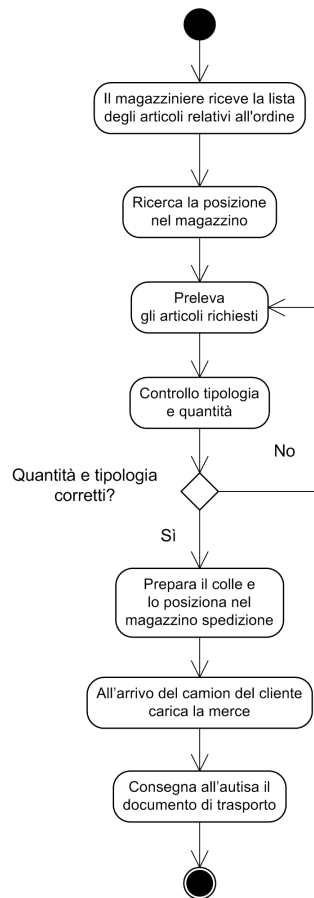 Il magazziniere riceve la lista
degli articoli relativi all'ordine
Ricerca la posizione
nel magazzino
Preleva
gli articoli richiesti
Controllo tipologia
e quantità
No
Quantità e tipologia
corretti?
Sì
Prepara il colle e
lo posiziona nel
magazzino spedizione
All'arrivo del camion del cliente
carica la merce
Consegna all'autisa il
documento di trasporto